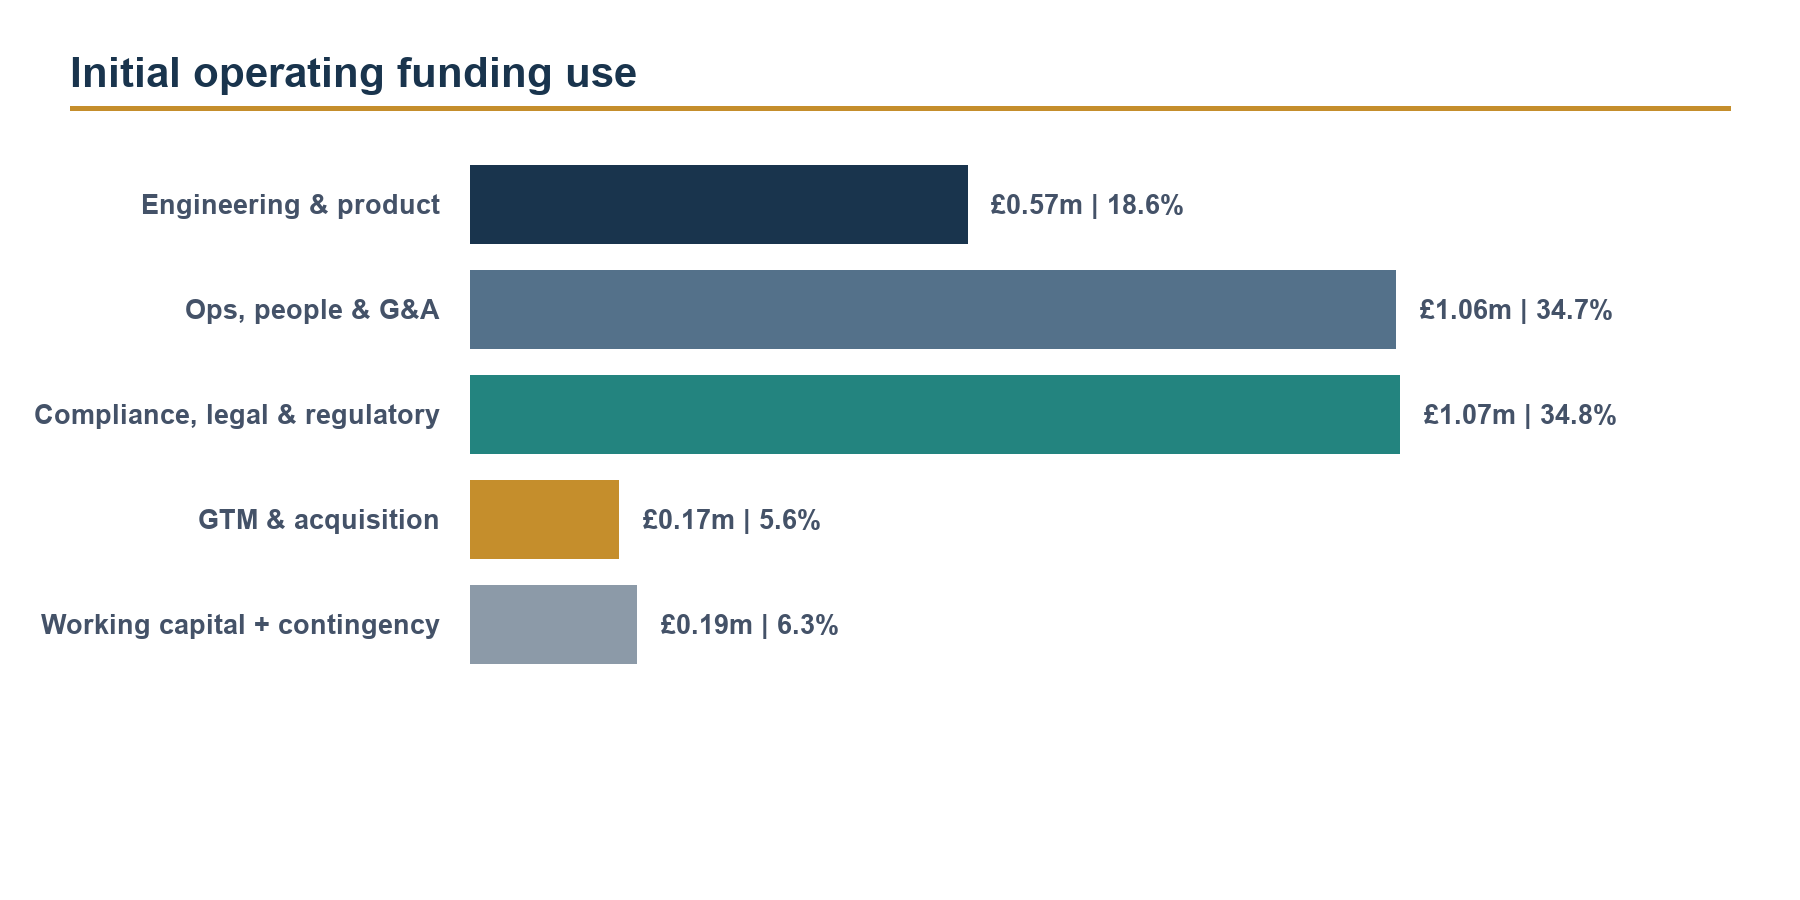 Initial operating funding use
Engineering & product £0.57m | 18.6%
Ops, people & G&A £1.06m | 34.7%
Compliance, legal & regulatory £1.07m | 34.8%
GTM & acquisition £0.17m | 5.6%
Working capital + contingency £0.19m | 6.3%